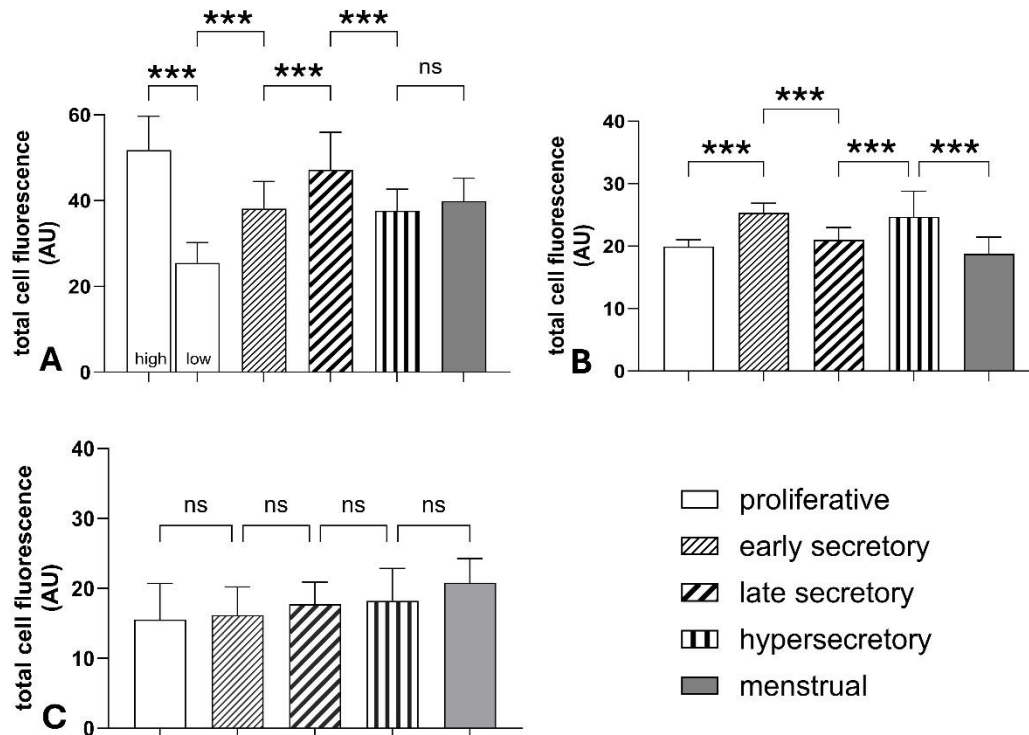 *** ***
*** *** ns
total cell fluorescence
(AU)
60
40
20
0
high low
A
***
*** *** ***
total cell fluorescence
(AU)
40
30
20
10
0
B
ns ns ns ns
total cell fluorescence
(AU)
40
30
20
10
0
C
proliferative
early secretory
late secretory
hypersecretory
menstrual